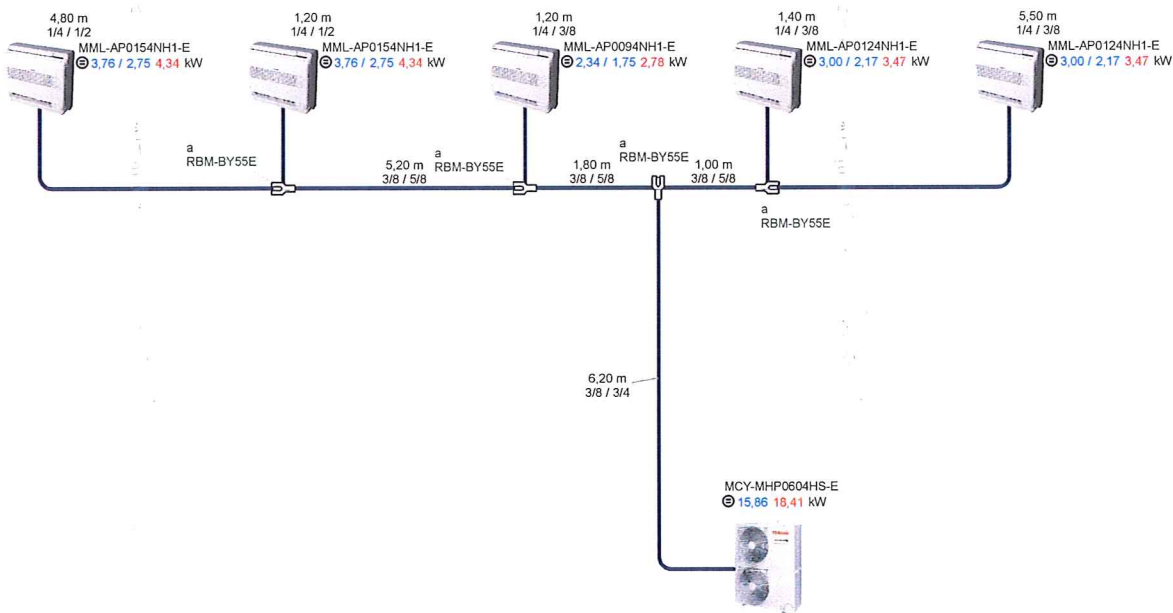 4,80 m
1/4 / 1/2
MML-AP0154NH1-E
3,76 / 2,75 4,34 kW
1,20 m
1/4 / 1/2
MML-AP0154NH1-E
3,76 / 2,75 4,34 kW
1,20 m
1/4 / 3/8
MML-AP0094NH1-E
2,34 / 1,75 2,78 kW
1,40 m
1/4 / 3/8
MML-AP0124NH1-E
3,00 / 2,17 3,47 kW
5,50 m
1/4 / 3/8
MML-AP0124NH1-E
3,00 / 2,17 3,47 kW
a
RBM-BY55E
5,20 m
3/8 / 5/8
a
RBM-BY55E
1,80 m
3/8 / 5/8
a
RBM-BY55E
1,00 m
3/8 / 5/8
a
RBM-BY55E
6,20 m
3/8 / 3/4
MCY-MHP0604HS-E
15,86 18,41 kW